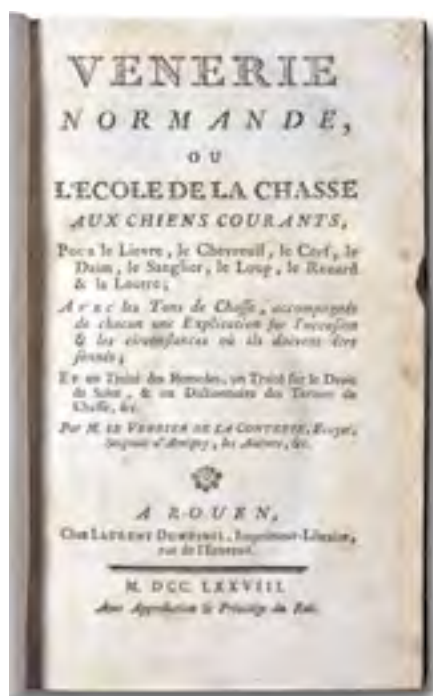 VENERIE
NORMANDE,
OU
L'ECOLE DE LA CHASSE
AUX CHIENS COURANTS,
POUR le Lievre, le Chevreuil, le Cerf, le
Daim, le Sanglier, le Loup, le Renard
& la Loutre;
AVEC les Tons de Chasse, accompagnés
de chacun une Explication sur l'occasion
& les circonstances où ils doivent être
sonnés;
ET un Traité des Remedes, un Traité sur le Droit
de Suite, & un Dictionnaire des Termes de
Chasse, &c.
Par M. LE VERRIER DE LA CONTERIE, Ecuyer,
Seigneur d'Amigny, les Aulnets, &c.
A ROUEN,
Chez LAURENT DUMESNIL, Imprimeur-Libraire,
rue de l'Ecureuil.
M. DCC. LXXVIII.
Avec Approbation & Privilége du Roi.